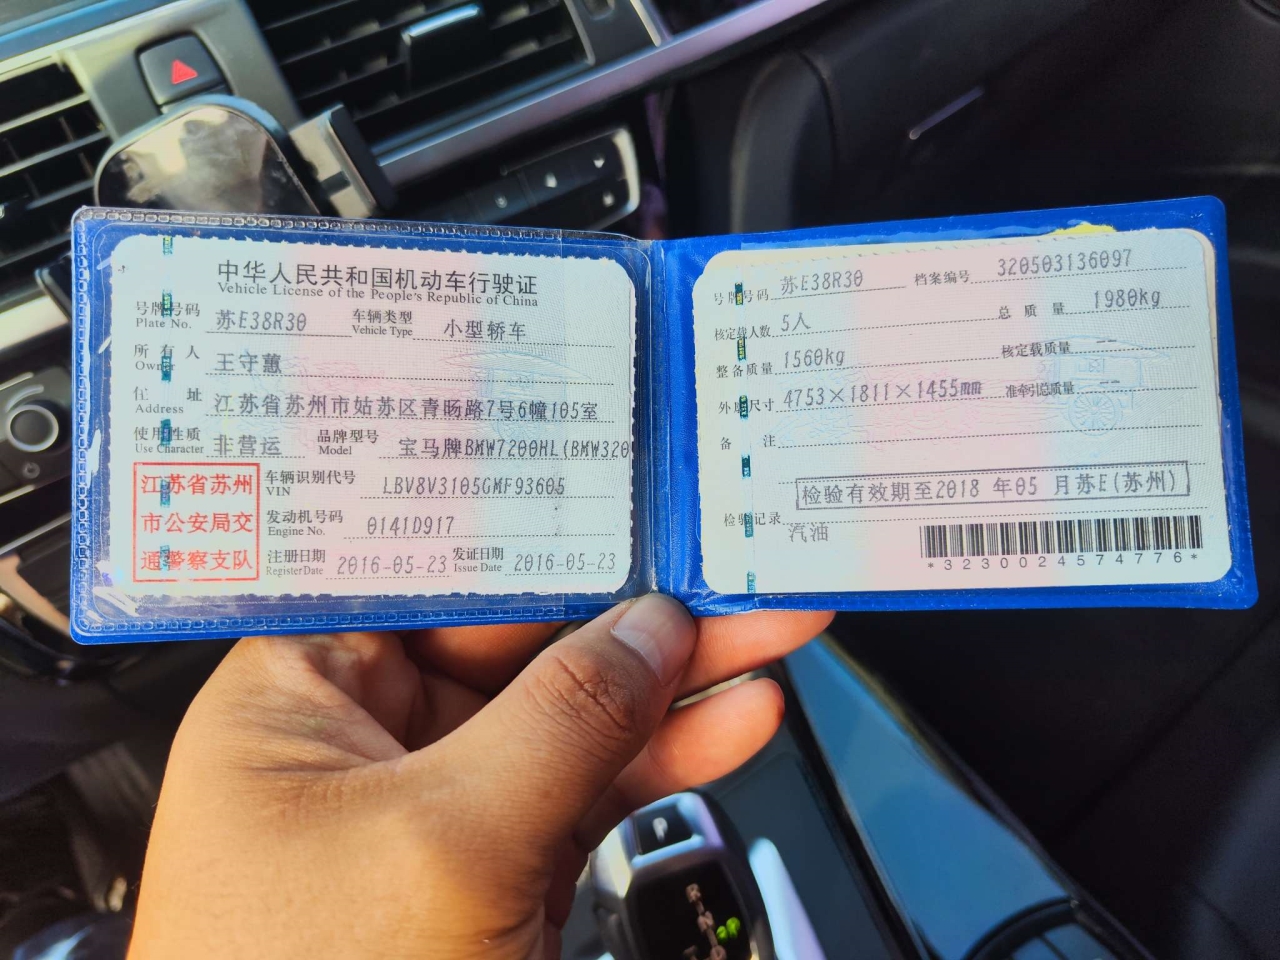 中华人民共和国机动车行驶证
Vehicle License of the People's Republic of China
号牌号码 Plate No. 苏E38R30 车辆类型 Vehicle Type 小型轿车
所有人 Owner 王守薫
住址 Address 江苏省苏州市姑苏区青旸路7号6幢105室
使用性质 Use Character 非营运 品牌型号 Model 宝马牌BMW7200HL(BMW320
江苏省苏州
市公安局交
通警察支队
车辆识别代号 VIN LBV8V3105GMF93605
发动机号码 Engine No. 0141D917
注册日期 Register Date 2016-05-23 发证日期 Issue Date 2016-05-23
号牌号码 苏E38R30 档案编号 320503136097
核定载人数 5人 总质量 1980kg
整备质量 1560kg 核定载质量 --
外廓尺寸 4753×1811×1455mm 准牵引总质量 --
备注
检验有效期至2018 年05 月苏E(苏州)
检验记录
汽油
*3230024574776*
P
R
N
D